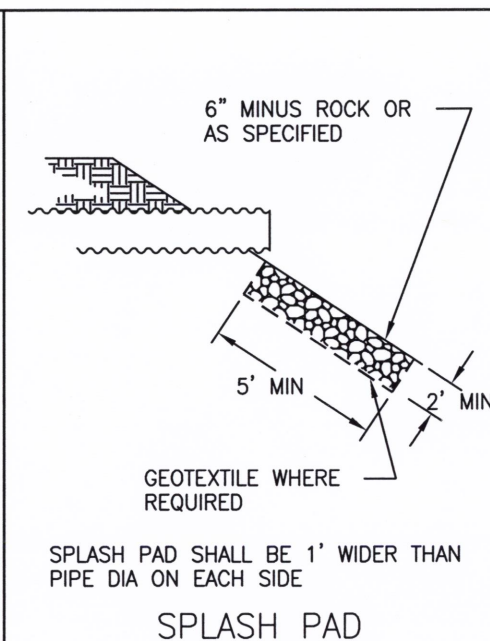 6" MINUS ROCK OR
AS SPECIFIED
5' MIN
2' MIN
GEOTEXTILE WHERE
REQUIRED
SPLASH PAD SHALL BE 1' WIDER THAN
PIPE DIA ON EACH SIDE
SPLASH PAD